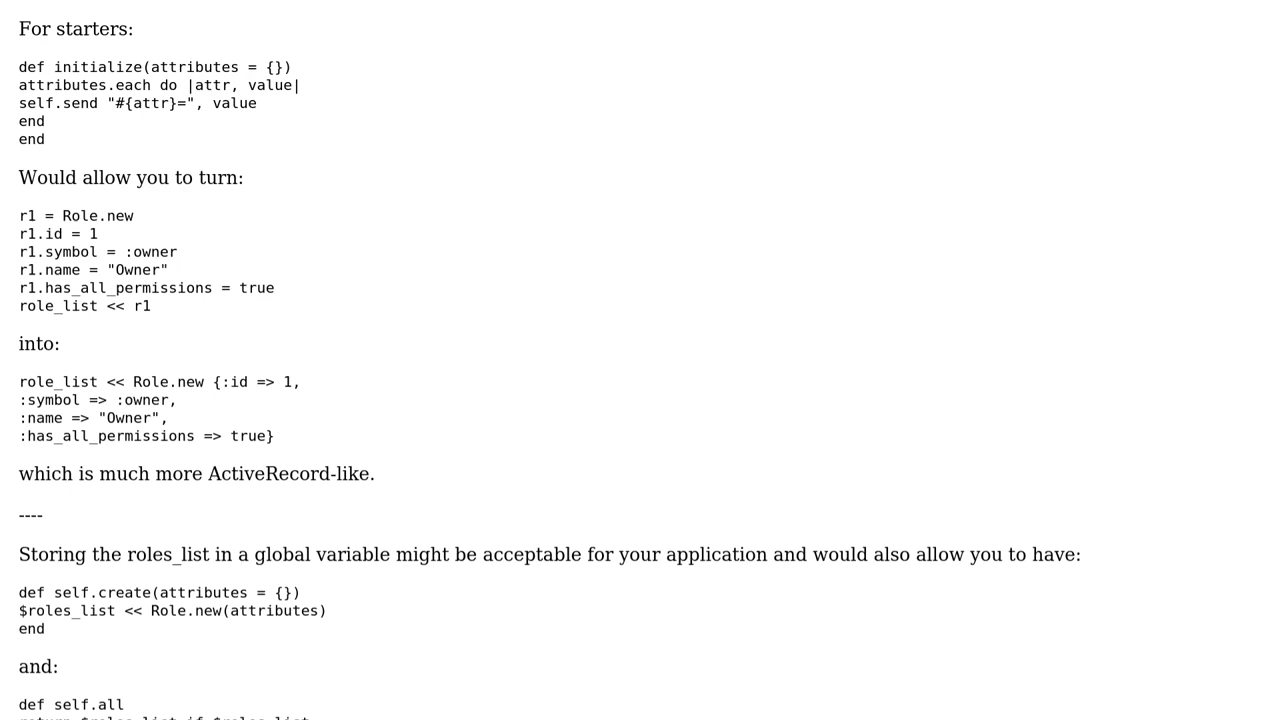 For starters:
def initialize(attributes = {})
attributes.each do |attr, value|
self.send "#{attr}=", value
end
end
Would allow you to turn:
r1 = Role.new
r1.id = 1
r1.symbol = :owner
r1.name = "Owner"
r1.has_all_permissions = true
role_list << r1
into:
role_list << Role.new {:id => 1,
:symbol => :owner,
:name => "Owner",
:has_all_permissions => true}
which is much more ActiveRecord-like.
----
Storing the roles_list in a global variable might be acceptable for your application and would also allow you to have:
def self.create(attributes = {})
$roles_list << Role.new(attributes)
end
and:
def self.all
return $roles_list if $roles_list